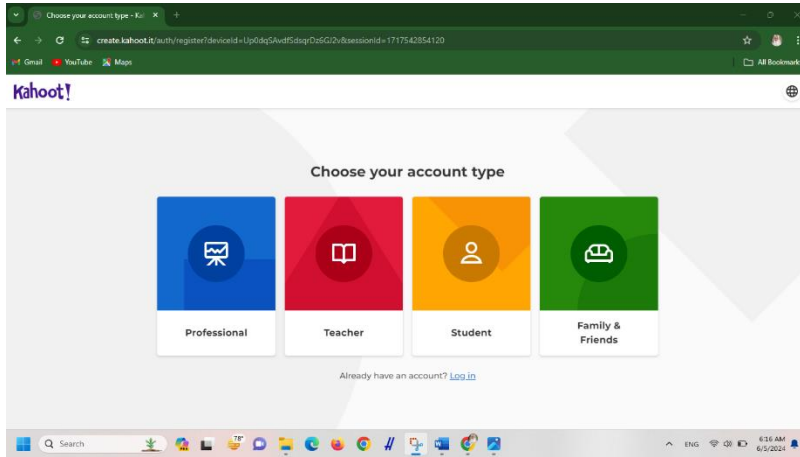 Choose your account type - Kal
create.kahoot.it/auth/register?deviceId=Up0dqSAvdfSdsqrDz6GJ2v&sessionId=1717542854120
Gmail YouTube Maps All Bookmarks
Kahoot!
Choose your account type
Professional Teacher Student Family &
Friends
Already have an account? Log in
Search 78° ENG 6:16 AM
6/5/2024